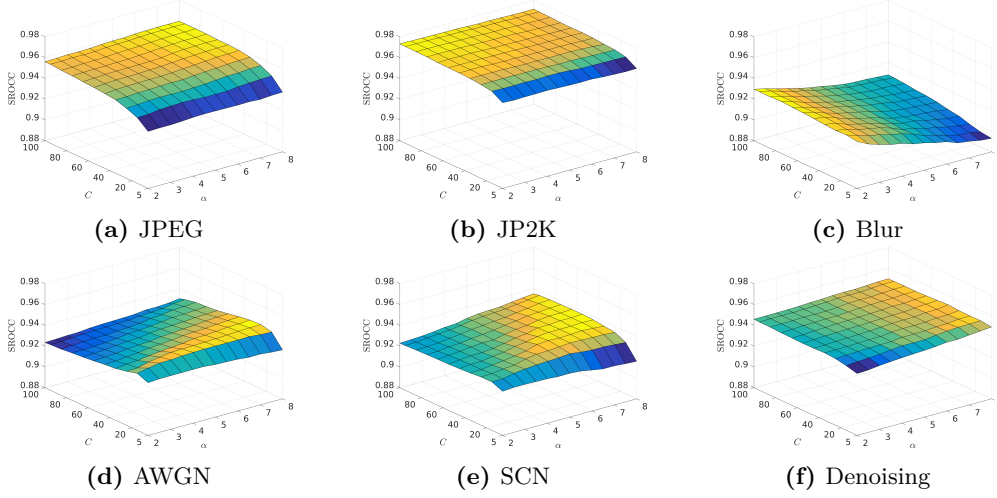 0.98 0.98 0.98
0.96 0.96 0.96
0.94 0.94 0.94
SROCC SROCC SROCC
0.92 0.92 0.92
0.9 0.9 0.9
0.88 0.88 0.88
100 100 100
80 80 80
60 60 60
40 40 40
20 20 20
5 2 3 4 5 6 7 8 5 2 3 4 5 6 7 8 5 2 3 4 5 6 7 8
C α C α C α
(a) JPEG (b) JP2K (c) Blur
0.98 0.98 0.98
0.96 0.96 0.96
0.94 0.94 0.94
SROCC SROCC SROCC
0.92 0.92 0.92
0.9 0.9 0.9
0.88 0.88 0.88
100 100 100
80 80 80
60 60 60
40 40 40
20 20 20
5 2 3 4 5 6 7 8 5 2 3 4 5 6 7 8 5 2 3 4 5 6 7 8
C α C α C α
(d) AWGN (e) SCN (f) Denoising